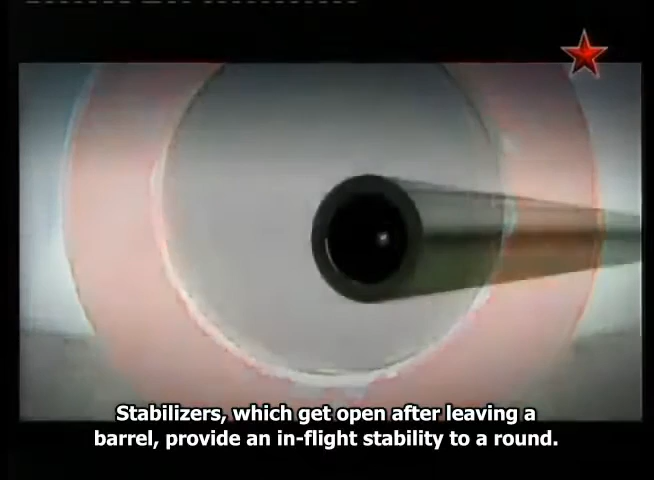 Stabilizers, which get open after leaving a
barrel, provide an in-flight stability to a round.